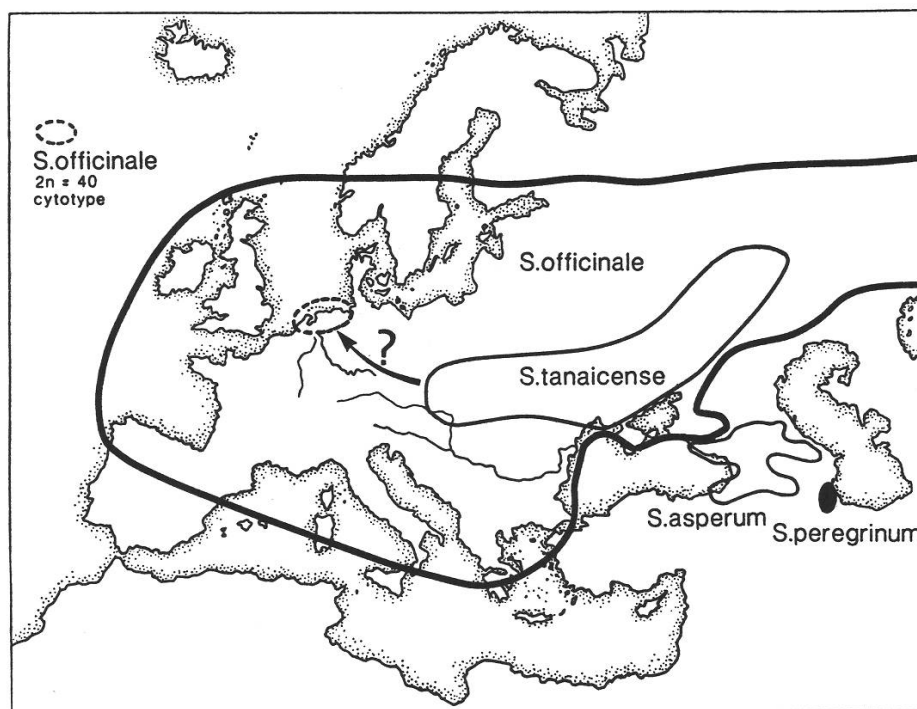 S.officinale
2n = 40
cytotype
S.officinale
?
S.tanaicense
S.asperum
S.peregrinum